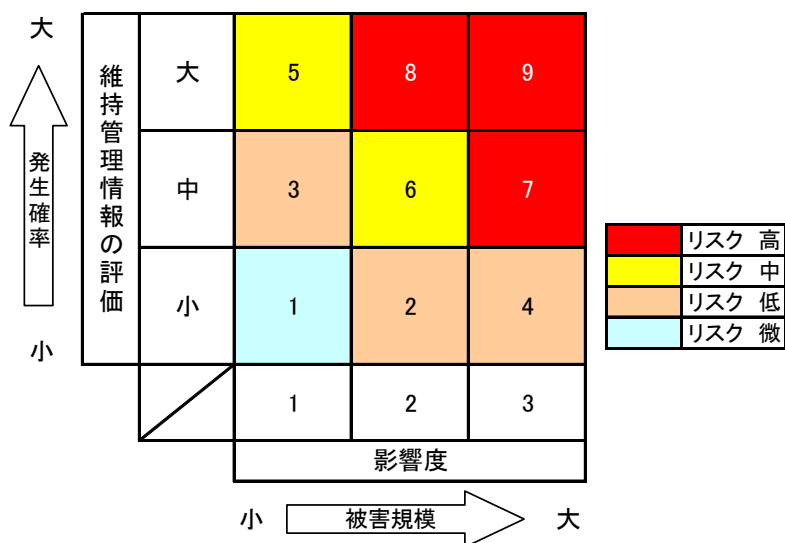 大
発生確率
小
維持管理情報の評価
大 5 8 9
中 3 6 7
小 1 2 4
1 2 3
影響度
小 被害規模 大
リスク 高
リスク 中
リスク 低
リスク 微